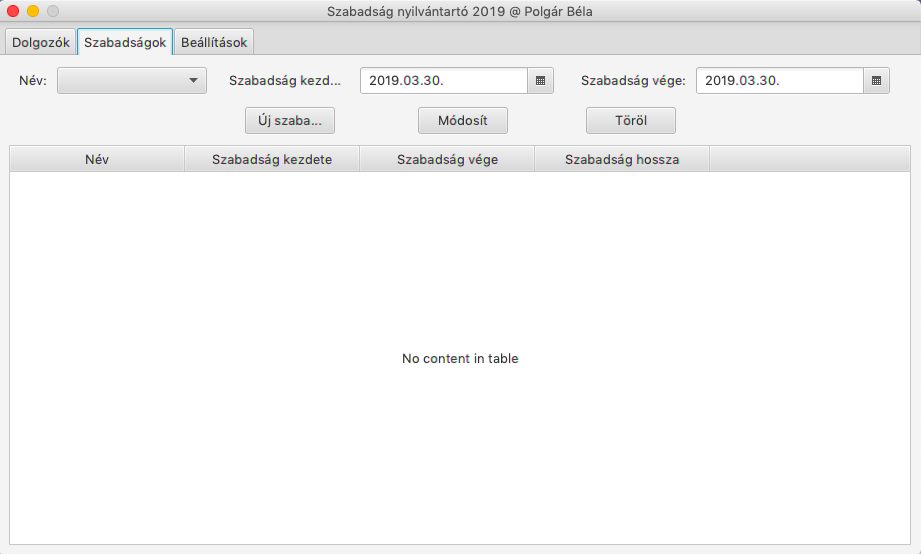 Szabadság nyilvántartó 2019 @ Polgár Béla
Dolgozók Szabadságok Beállítások
Név: Szabadság kezd... 2019.03.30. Szabadság vége: 2019.03.30.
Új szaba... Módosít Töröl
Név Szabadság kezdete Szabadság vége Szabadság hossza
No content in table